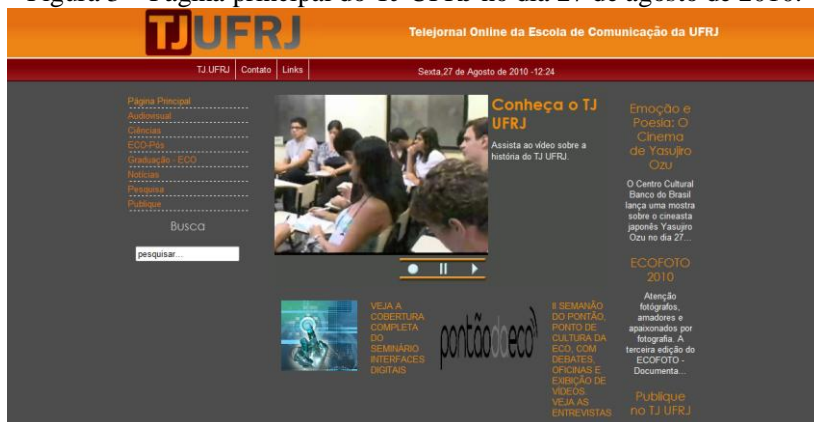 Figura 3 – Página principal do TJ UFRJ no dia 27 de agosto de 2010.
TJUFRJ
Telejornal Online da Escola de Comunicação da UFRJ
TJ.UFRJ
Contato
Links
Sexta,27 de Agosto de 2010 -12:24
Página Principal
Audiovisual
Ciências
ECO-Pós
Graduação - ECO
Notícias
Pesquisa
Publique
Busca
pesquisar...
Conheça o TJ
UFRJ
Assista ao vídeo sobre a
história do TJ UFRJ.
VEJA A
COBERTURA
COMPLETA
DO
SEMINÁRIO
INTERFACES
DIGITAIS
pontãodaeco
II SEMANÃO
DO PONTÃO,
PONTO DE
CULTURA DA
ECO, COM
DEBATES,
OFICINAS E
EXIBIÇÃO DE
VÍDEOS
VEJA AS
ENTREVISTAS
Emoção e
Poesia: O
Cinema
de Yasujiro
Ozu
O Centro Cultural
Banco do Brasil
lança uma mostra
sobre o cineasta
japonês Yasujiro
Ozu no dia 27...
ECOFOTO
2010
Atenção
fotógrafos,
amadores e
apaixonados por
fotografia. A
terceira edição do
ECOFOTO -
Documenta...
Publique
no TJ UFRJ